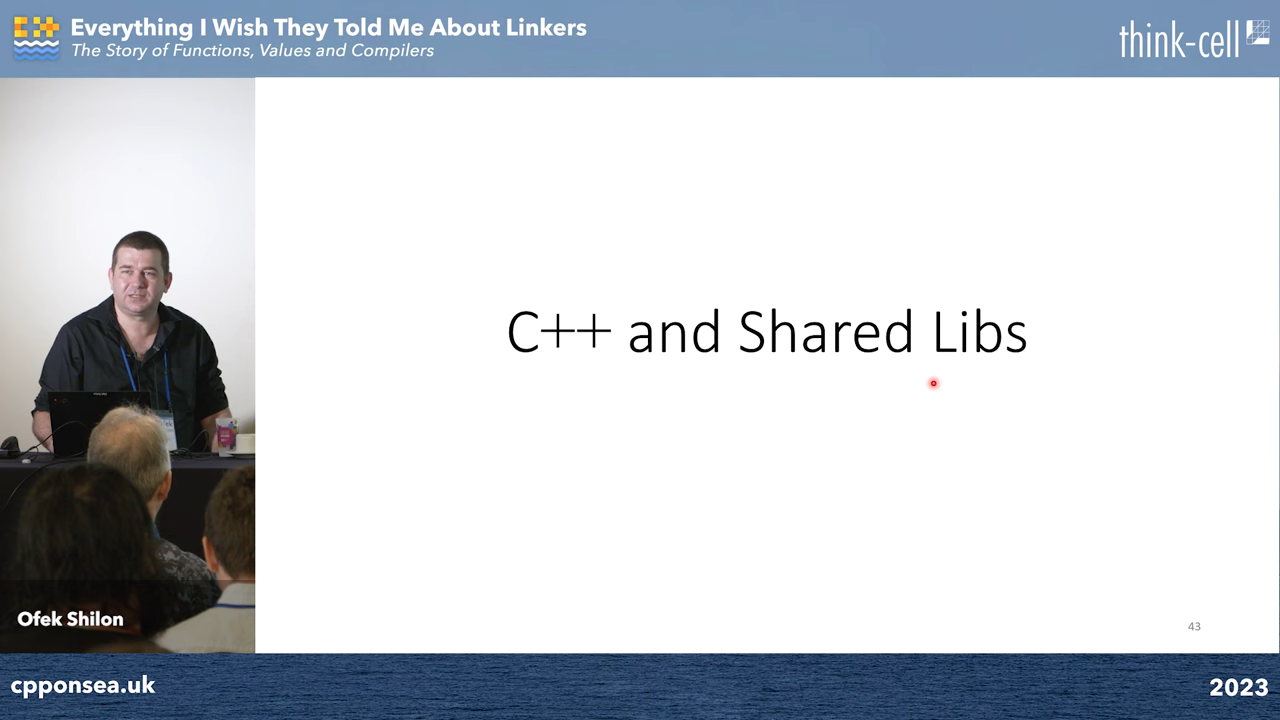 Everything I Wish They Told Me About Linkers
The Story of Functions, Values and Compilers
think-cell
C++ and Shared Libs
Ofek Shilon
43
cpponsea.uk
2023